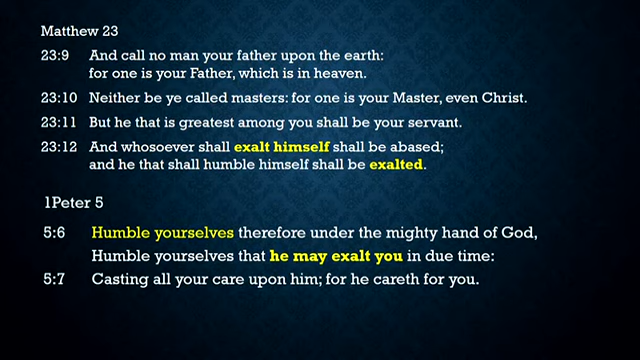 Matthew 23
23:9 And call no man your father upon the earth:
for one is your Father, which is in heaven.
23:10 Neither be ye called masters: for one is your Master, even Christ.
23:11 But he that is greatest among you shall be your servant.
23:12 And whosoever shall exalt himself shall be abased;
and he that shall humble himself shall be exalted.
1Peter 5
5:6 Humble yourselves therefore under the mighty hand of God,
Humble yourselves that he may exalt you in due time:
5:7 Casting all your care upon him; for he careth for you.